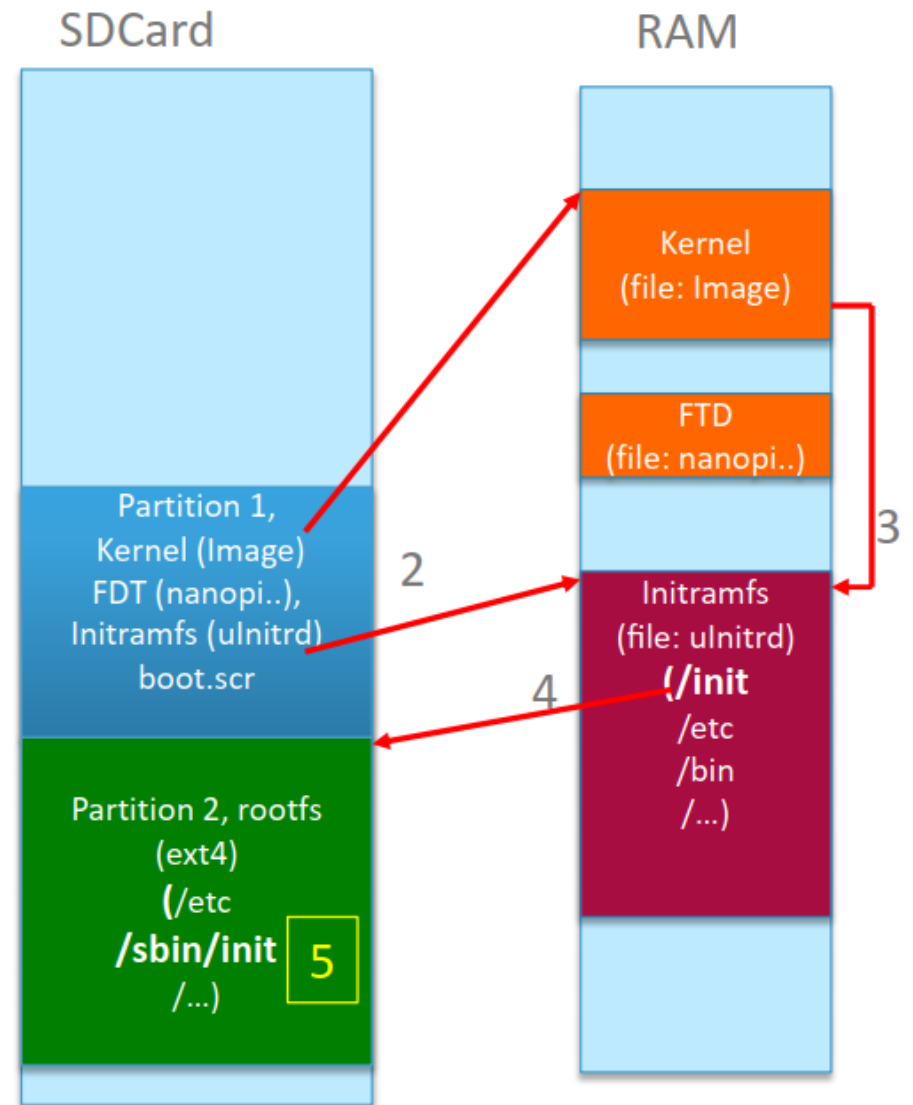 SDCard
Partition 1,
Kernel (Image)
FDT (nanopi..),
Initramfs (uInitrd)
boot.scr
Partition 2, rootfs
(ext4)
(/etc
/sbin/init
/...)
5
2
4
RAM
Kernel
(file: Image)
FTD
(file: nanopi..)
3
Initramfs
(file: uInitrd)
(/init
/etc
/bin
/...)